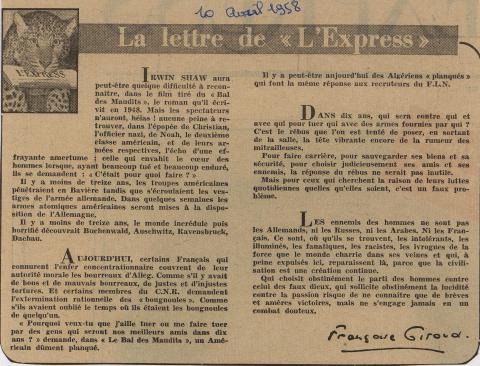 10 avril 1958
La lettre de « L'Express »
L'EXPRESS
IRWIN SHAW aura
peut-être quelque difficulté à recon-
naître, dans le film tiré du « Bal
des Maudits », le roman qu'il écri-
vit en 1948. Mais les spectateurs
n'auront, hélas ! aucune peine à re-
trouver, dans l'épopée de Christian,
l'officier nazi, de Noah, le deuxième
classe américain, et de leurs ar-
mées respectives, l'écho d'une ef-
frayante amertume ; celle qui envahit le cœur des
hommes lorsque, ayant beaucoup tué et beaucoup enduré,
ils se demandent : « C'était pour quoi faire ? »
Il y a moins de treize ans, les troupes américaines
pénétraient en Bavière tandis que s'écroulaient les vesti-
ges de l'armée allemande. Dans quelques semaines les
armes atomiques américaines seront mises à la dispo-
sition de l'Allemagne.
Il y a moins de treize ans, le monde incrédule puis
horrifié découvrait Buchenwald, Auschwitz, Ravensbruck,
Dachau.
AUJOURD'HUI, certains Français qui
connurent l'enfer concentrationnaire couvrent de leur
autorité morale les bourreaux d'Alleg. Comme s'il y avait
de bons et de mauvais bourreaux, de justes et d'injustes
tortures. Et certains membres du C.N.R. demandent
l'extermination rationnelle des « bougnoules ». Comme
s'ils avaient oublié le temps où ils étaient les bougnoules
de quelqu'un.
« Pourquoi veux-tu que j'aille tuer ou me faire tuer
par des gens qui seront nos meilleurs amis dans dix
ans ? » demande, dans « Le Bal des Maudits », un Amé-
ricain dûment planqué.
Il y a peut-être aujourd'hui des Algériens « planqués »
qui font la même réponse aux recruteurs du F.L.N.
DANS dix ans, qui sera contre qui et
avec qui pour tuer qui avec des armes fournies par qui ?
C'est le rébus que l'on est tenté de poser, en sortant
de la salle, la tête vibrante encore de la rumeur des
mitrailleuses.
Pour faire carrière, pour sauvegarder ses biens et sa
sécurité, pour choisir judicieusement ses amis et ses
ennemis, la réponse du rébus ne serait pas inutile.
Mais pour ceux qui cherchent la raison de leurs luttes
quotidiennes quelles qu'elles soient, c'est un faux pro-
blème.
LES ennemis des hommes ne sont pas
les Allemands, ni les Russes, ni les Arabes. Ni les Fran-
çais. Ce sont, où qu'ils se trouvent, les intolérants, les
illuminés, les fanatiques, les racistes, les ivrognes de la
force que le monde charrie dans ses veines et qui, à
peine expulsés ici, reparaissent là, parce que la civili-
sation est une création continue.
Qui choisit obstinément le parti des hommes contre
celui des faux dieux, qui sollicite obstinément la lucidité
contre la passion risque de ne connaître que de brèves
et amères victoires, mais ne s'engage jamais en un
combat douteux.
Françoise Giroud.